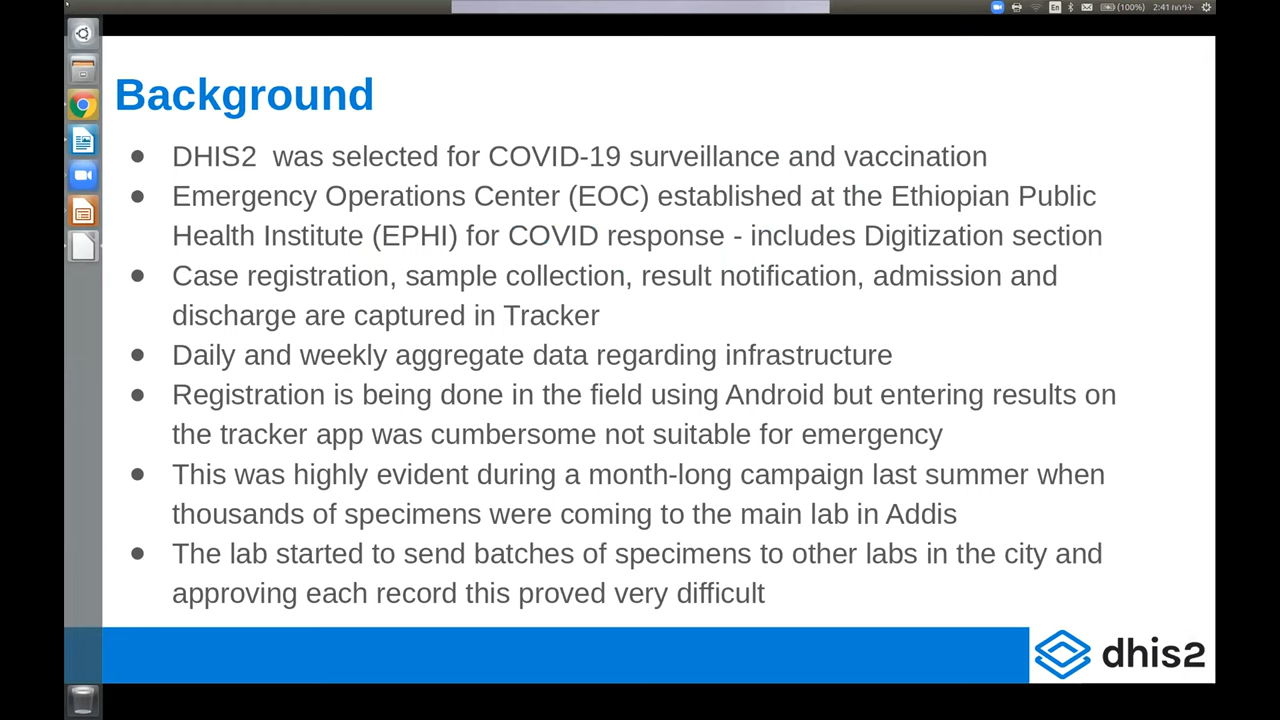 En (100%) 2:41 ከሰዓት
Background
● DHIS2 was selected for COVID-19 surveillance and vaccination
● Emergency Operations Center (EOC) established at the Ethiopian Public
Health Institute (EPHI) for COVID response - includes Digitization section
● Case registration, sample collection, result notification, admission and
discharge are captured in Tracker
● Daily and weekly aggregate data regarding infrastructure
● Registration is being done in the field using Android but entering results on
the tracker app was cumbersome not suitable for emergency
● This was highly evident during a month-long campaign last summer when
thousands of specimens were coming to the main lab in Addis
● The lab started to send batches of specimens to other labs in the city and
approving each record this proved very difficult
dhis2